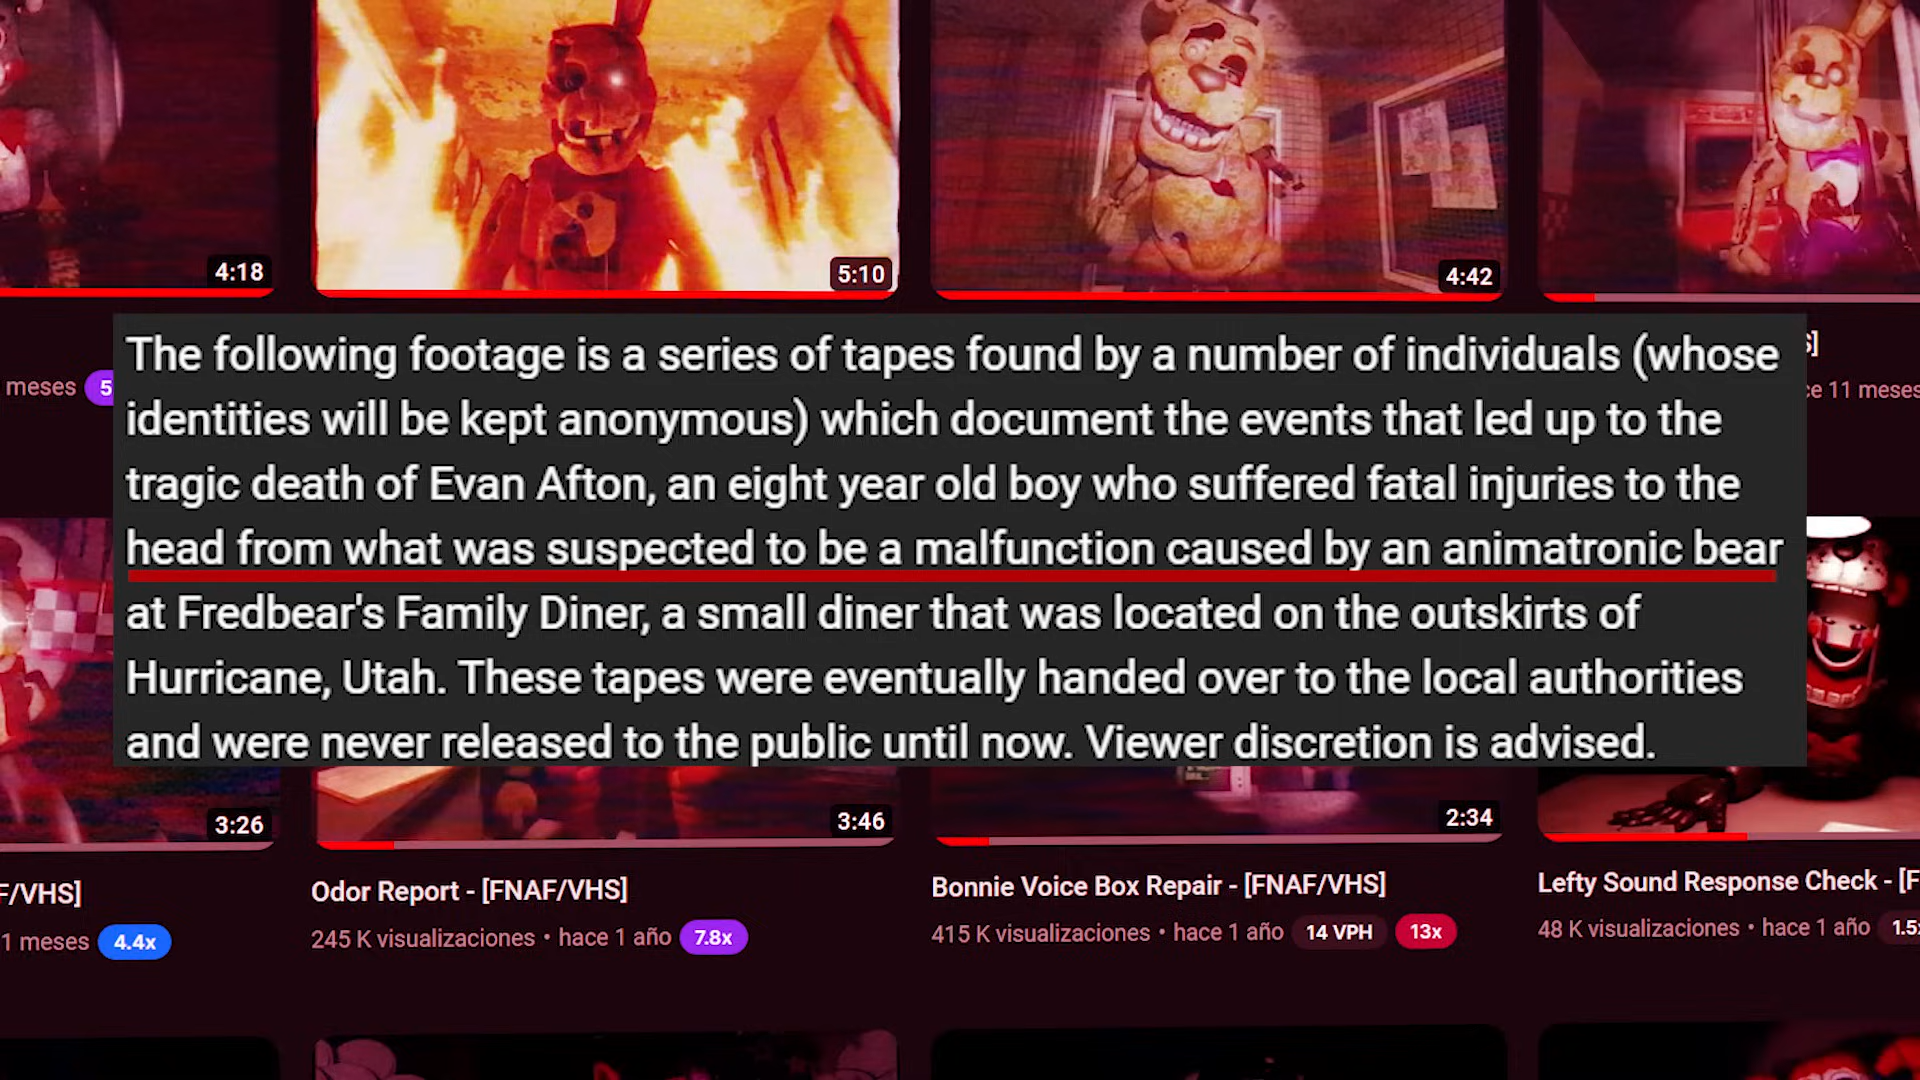 4:18
5:10
4:42
meses
hace 11 meses
The following footage is a series of tapes found by a number of individuals (whose
identities will be kept anonymous) which document the events that led up to the
tragic death of Evan Afton, an eight year old boy who suffered fatal injuries to the
head from what was suspected to be a malfunction caused by an animatronic bear
at Fredbear's Family Diner, a small diner that was located on the outskirts of
Hurricane, Utah. These tapes were eventually handed over to the local authorities
and were never released to the public until now. Viewer discretion is advised.
3:26
3:46
2:34
F/VHS]
1 meses 4.4x
Odor Report - [FNAF/VHS]
245 K visualizaciones • hace 1 año 7.8x
Bonnie Voice Box Repair - [FNAF/VHS]
415 K visualizaciones • hace 1 año 14 VPH 13x
Lefty Sound Response Check - [F
48 K visualizaciones • hace 1 año 1.5x